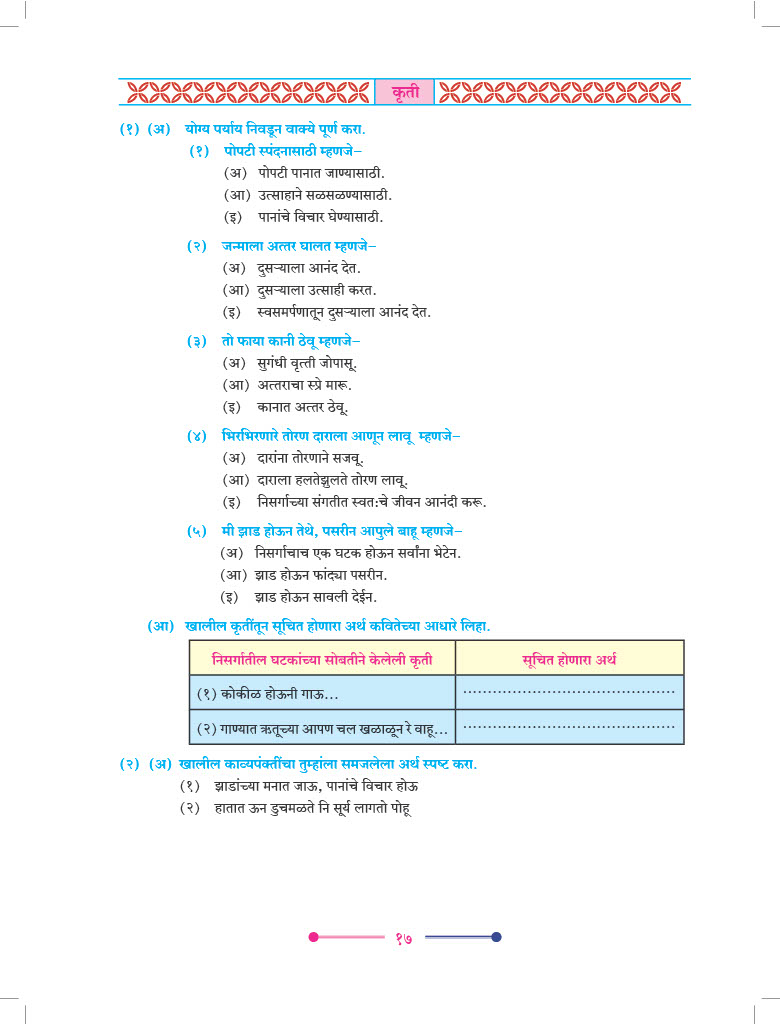 कृती
(१) (अ) योग्य पर्याय निवडून वाक्ये पूर्ण करा.
(१) पोपटी स्पंदनासाठी म्हणजे–
(अ) पोपटी पानात जाण्यासाठी.
(आ) उत्साहाने सळसळण्यासाठी.
(इ) पानांचे विचार घेण्यासाठी.
(२) जन्माला अत्तर घालत म्हणजे–
(अ) दुसऱ्याला आनंद देत.
(आ) दुसऱ्याला उत्साही करत.
(इ) स्वसमर्पणातून दुसऱ्याला आनंद देत.
(३) तो फाया कानी ठेवू म्हणजे–
(अ) सुगंधी वृत्ती जोपासू.
(आ) अत्तराचा स्प्रे मारू.
(इ) कानात अत्तर ठेवू.
(४) भिरभिरणारे तोरण दाराला आणून लावू म्हणजे–
(अ) दारांना तोरणाने सजवू.
(आ) दाराला हलतेझुलते तोरण लावू.
(इ) निसर्गाच्या संगतीत स्वत:चे जीवन आनंदी करू.
(५) मी झाड होऊन तेथे, पसरीन आपुले बाहू म्हणजे–
(अ) निसर्गाचाच एक घटक होऊन सर्वांना भेटेन.
(आ) झाड होऊन फांद्या पसरीन.
(इ) झाड होऊन सावली देईन.
(आ) खालील कृतींतून सूचित होणारा अर्थ कवितेच्या आधारे लिहा.
निसर्गातील घटकांच्या सोबतीने केलेली कृती सूचित होणारा अर्थ
(१) कोकीळ होऊनी गाऊ... ..........................................
(२) गाण्यात ऋतूच्या आपण चल खळाळून रे वाहू... ..........................................
(२) (अ) खालील काव्यपंक्तींचा तुम्हांला समजलेला अर्थ स्पष्ट करा.
(१) झाडांच्या मनात जाऊ, पानांचे विचार होऊ
(२) हातात ऊन डुचमळते नि सूर्य लागतो पोहू
१७